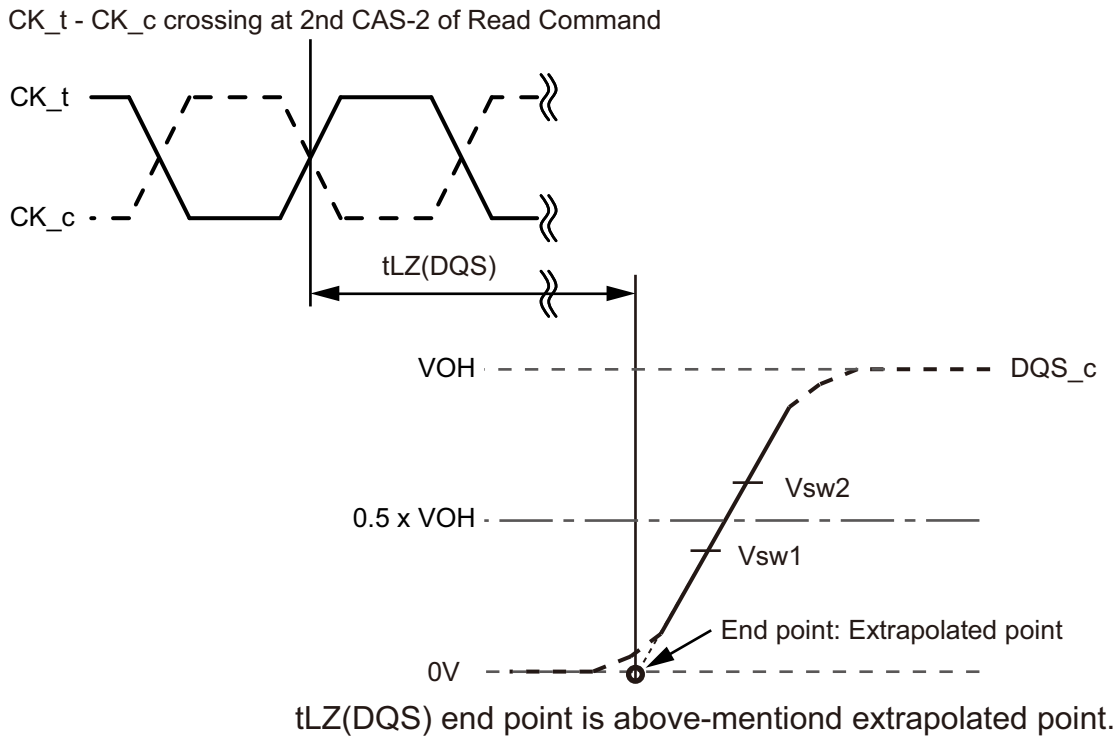 CK_t - CK_c crossing at 2nd CAS-2 of Read Command
CK_t
CK_c
tLZ(DQS)
VOH
DQS_c
Vsw2
0.5 x VOH
Vsw1
End point: Extrapolated point
0V
tLZ(DQS) end point is above-mentiond extrapolated point.